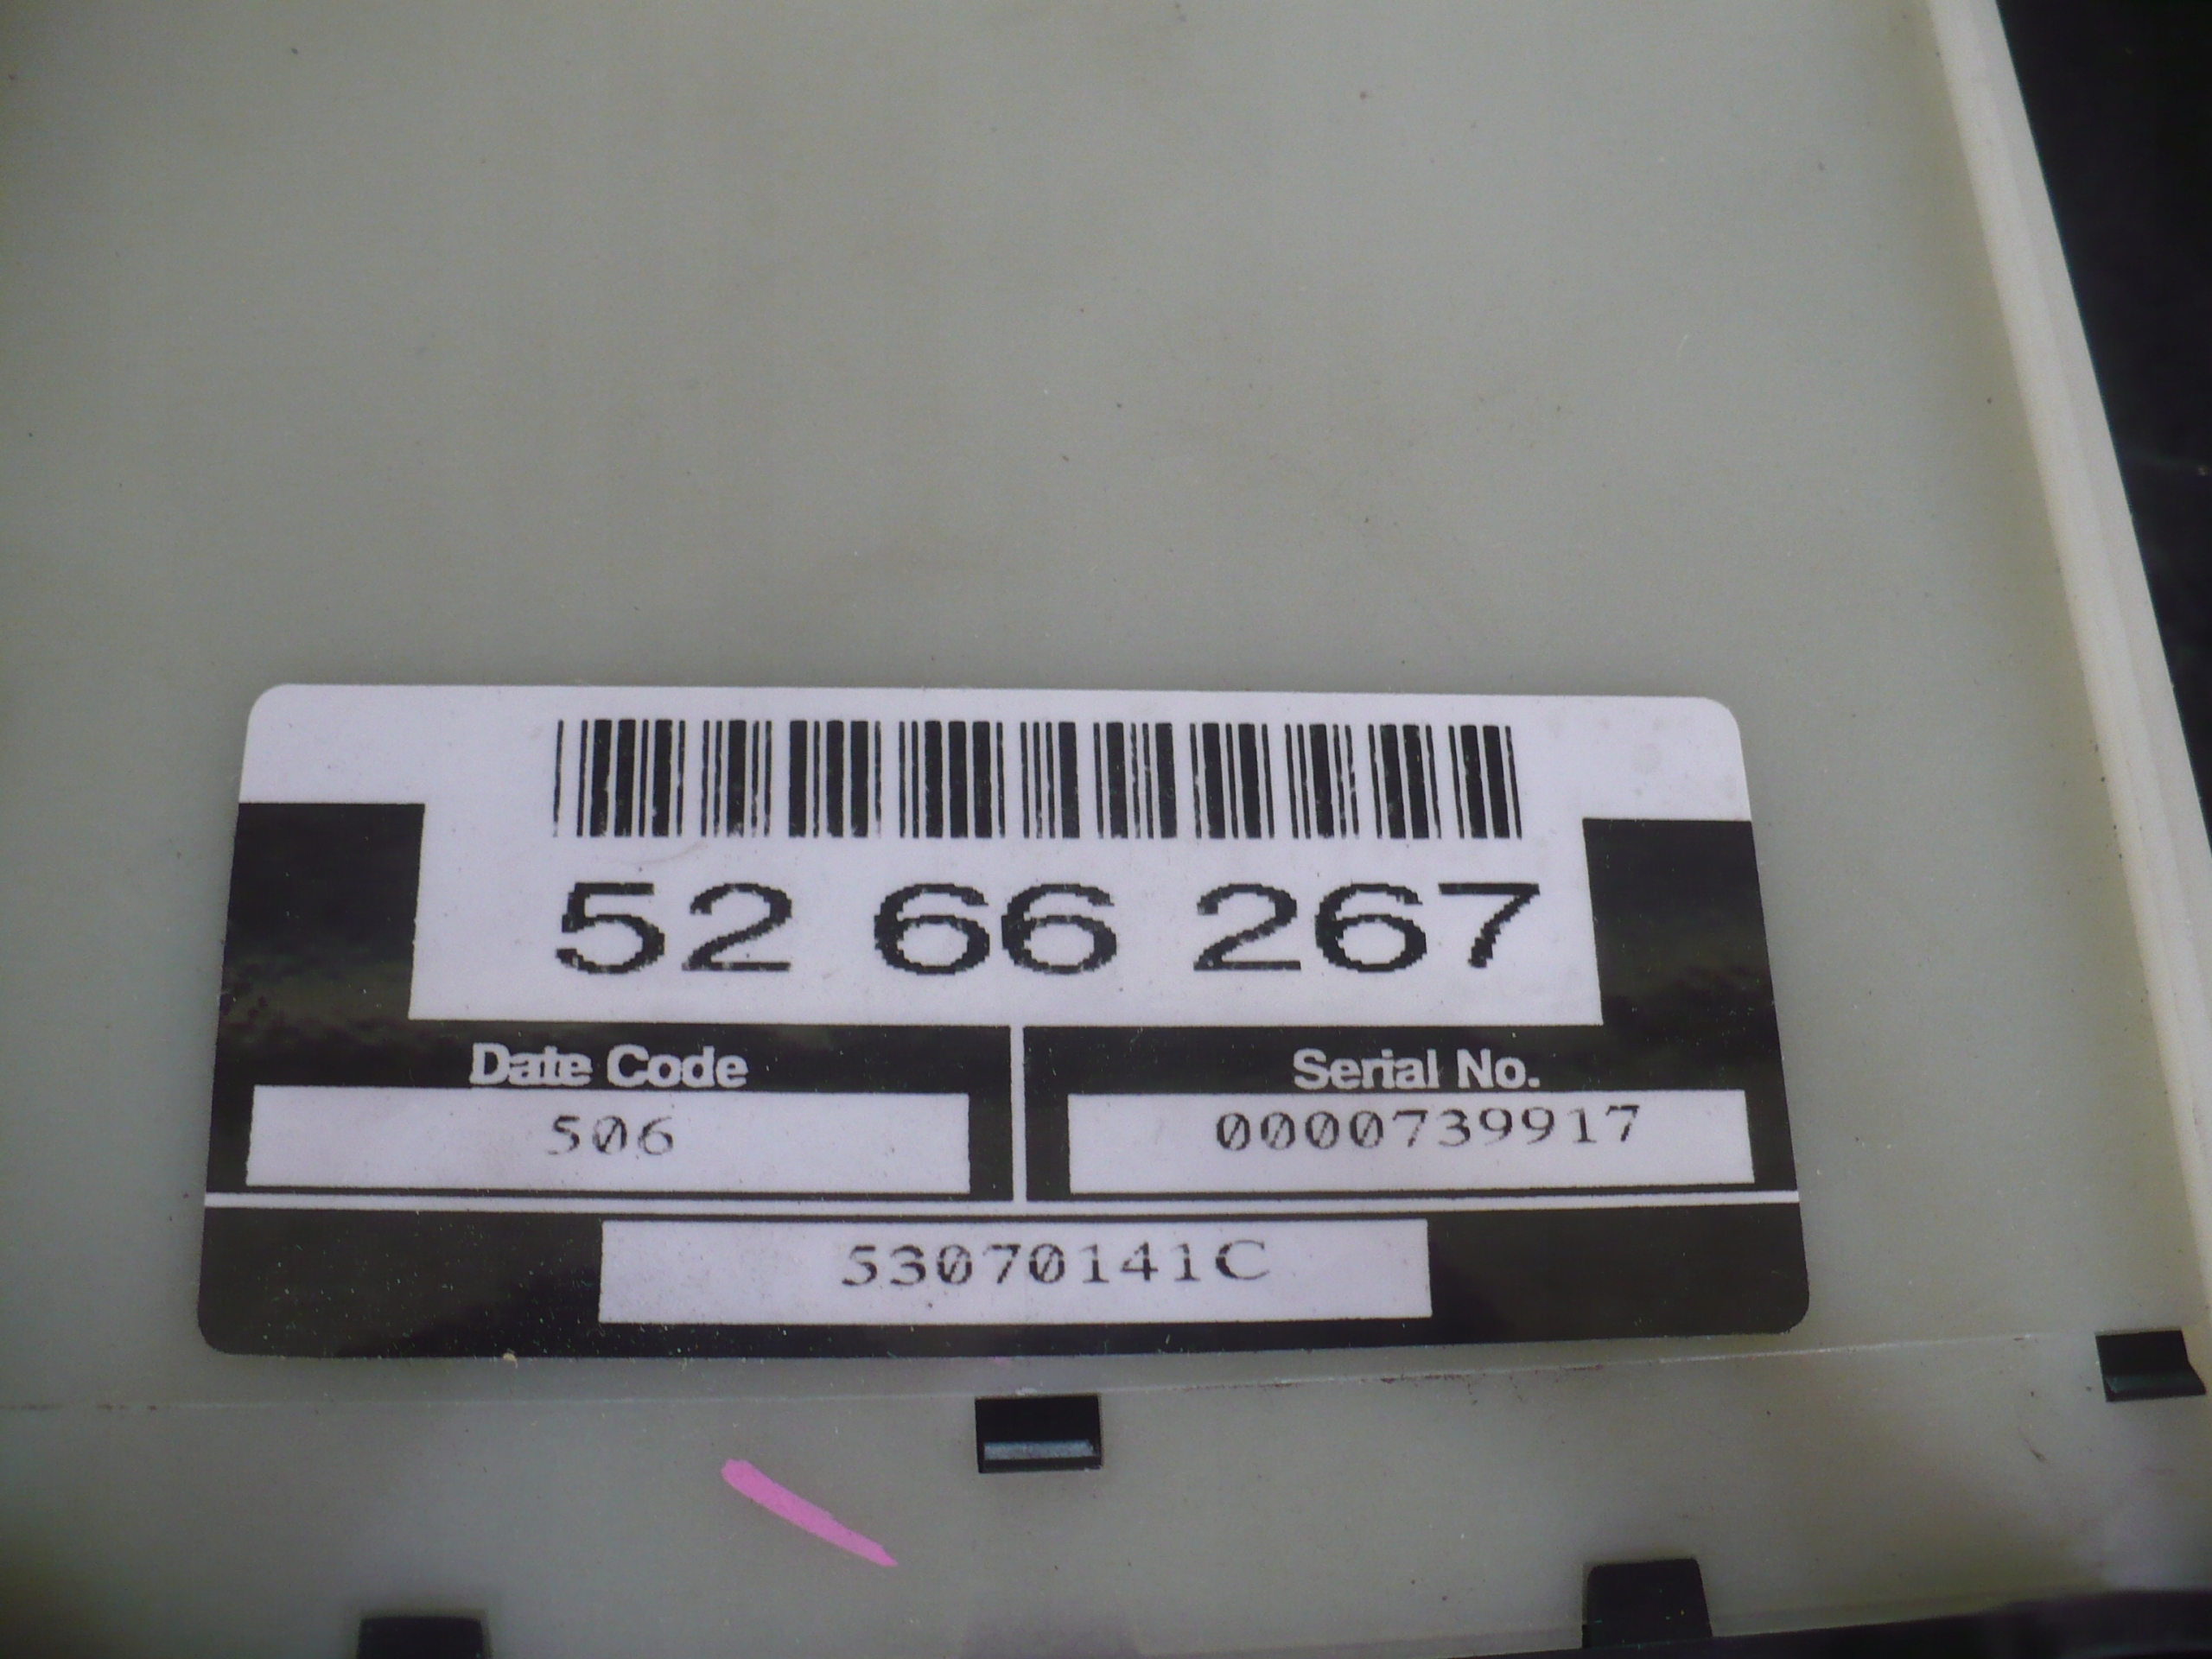 52 66 267
Date Code
Serial No.
506
0000739917
53070141C